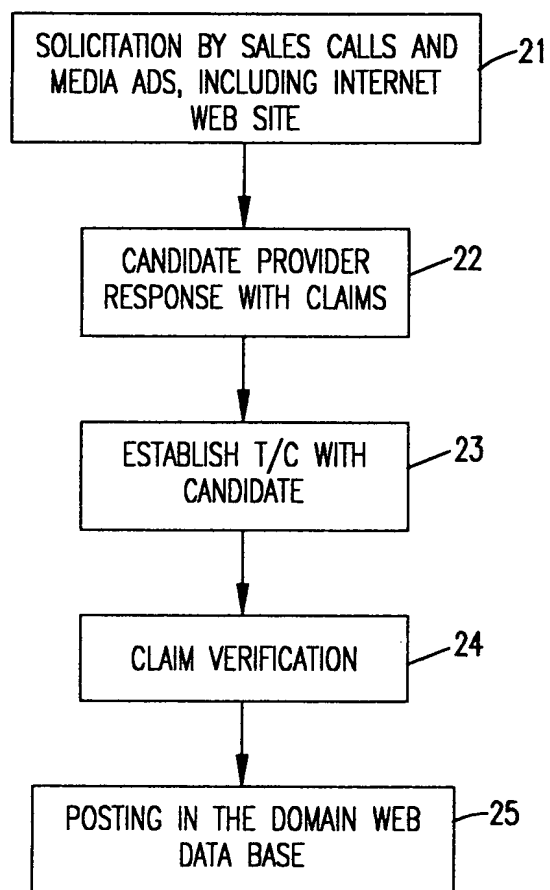 SOLICITATION BY SALES CALLS AND
MEDIA ADS, INCLUDING INTERNET
WEB SITE
21
CANDIDATE PROVIDER
RESPONSE WITH CLAIMS
22
ESTABLISH T/C WITH
CANDIDATE
23
CLAIM VERIFICATION
24
POSTING IN THE DOMAIN WEB
DATA BASE
25